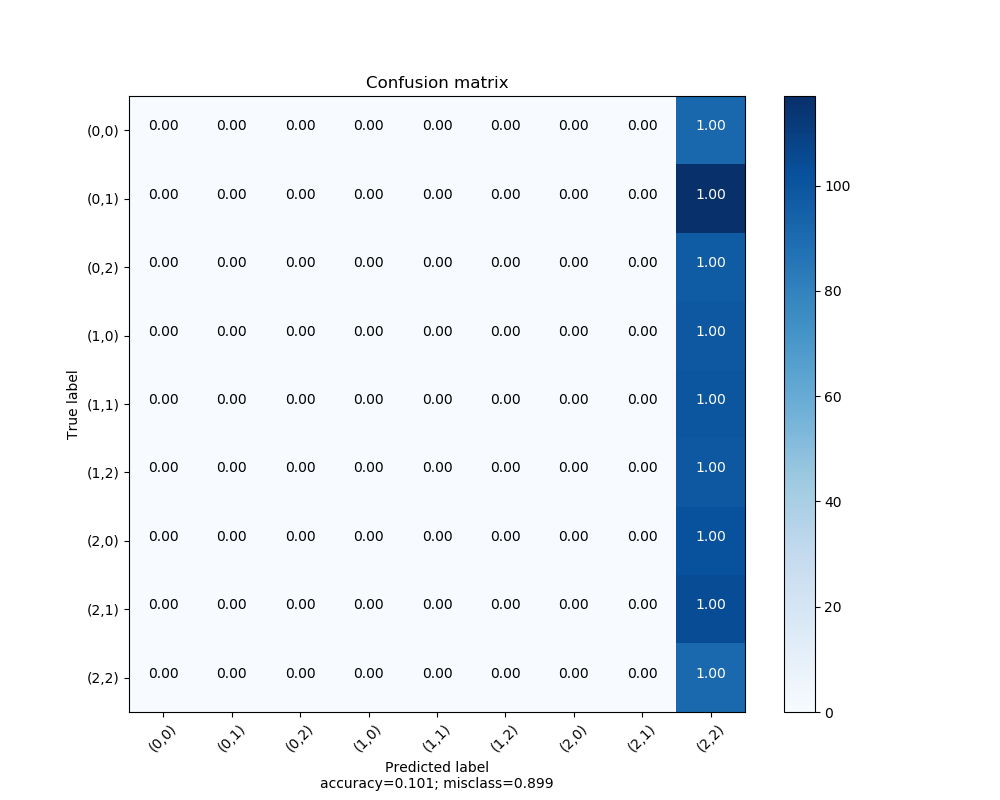 Confusion matrix
(0,0) 0.00 0.00 0.00 0.00 0.00 0.00 0.00 0.00 1.00
(0,1) 0.00 0.00 0.00 0.00 0.00 0.00 0.00 0.00 1.00
(0,2) 0.00 0.00 0.00 0.00 0.00 0.00 0.00 0.00 1.00
(1,0) 0.00 0.00 0.00 0.00 0.00 0.00 0.00 0.00 1.00
(1,1) 0.00 0.00 0.00 0.00 0.00 0.00 0.00 0.00 1.00
(1,2) 0.00 0.00 0.00 0.00 0.00 0.00 0.00 0.00 1.00
(2,0) 0.00 0.00 0.00 0.00 0.00 0.00 0.00 0.00 1.00
(2,1) 0.00 0.00 0.00 0.00 0.00 0.00 0.00 0.00 1.00
(2,2) 0.00 0.00 0.00 0.00 0.00 0.00 0.00 0.00 1.00
True label
(0,0) (0,1) (0,2) (1,0) (1,1) (1,2) (2,0) (2,1) (2,2)
Predicted label
accuracy=0.101; misclass=0.899
100
80
60
40
20
0